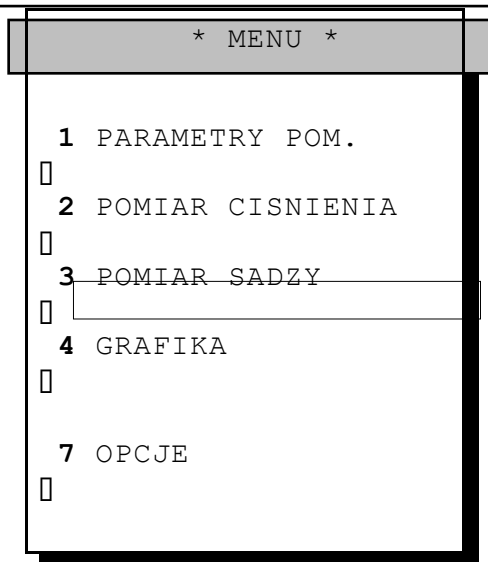 * MENU *
1 PARAMETRY POM.
2 POMIAR CISNIENIA
3 POMIAR SADZY
4 GRAFIKA
7 OPCJE